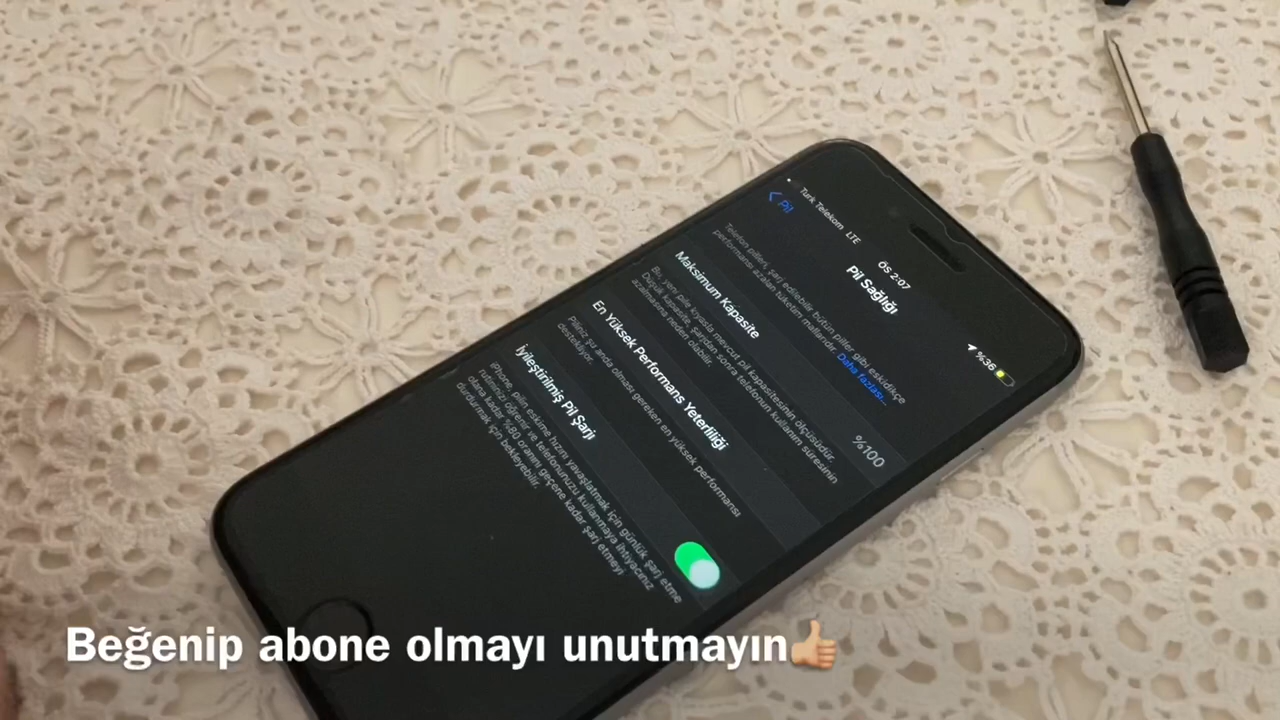 Türk Telekom LTE
ÖS 2:07
%36
Pil
Pil Sağlığı
Telefon pilleri, şarj edilebilir bütün piller gibi eskidikçe
performansı azalan tüketim mallarıdır. Daha fazlası...
Maksimum Kapasite
%100
Bu, yeni pile kıyasla mevcut pil kapasitesinin ölçüsüdür.
Düşük kapasite, şarjdan sonra telefonun kullanım süresinin
azalmasına neden olabilir.
En Yüksek Performans Yeterliliği
Piliniz şu anda olması gereken en yüksek performansı
destekliyor.
İyileştirilmiş Pil Şarjı
iPhone, pilin eskime hızını yavaşlatmak için günlük şarj etme
rutininizi öğrenir ve telefonunuzu kullanmaya ihtiyacınız
olana kadar %80 oranını geçene kadar şarj etmeyi
durdurmak için bekleyebilir.
Beğenip abone olmayı unutmayın👍🏼